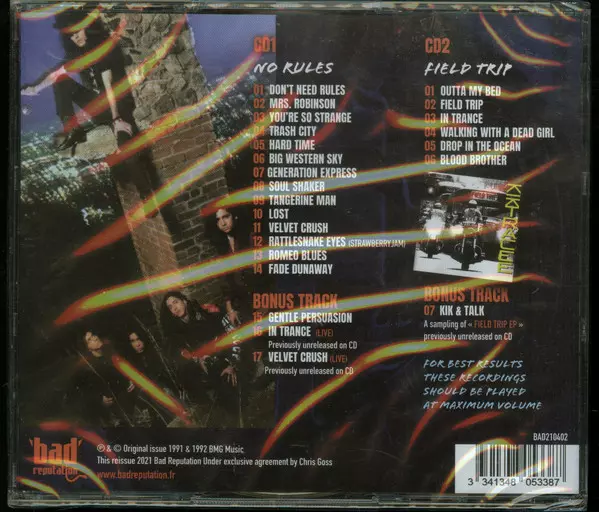 CD1
NO RULES
01 DON'T NEED RULES
02 MRS. ROBINSON
03 YOU'RE SO STRANGE
04 TRASH CITY
05 HARD TIME
06 BIG WESTERN SKY
07 GENERATION EXPRESS
08 SOUL SHAKER
09 TANGERINE MAN
10 LOST
11 VELVET CRUSH
12 RATTLESNAKE EYES (STRAWBERRY JAM)
13 ROMEO BLUES
14 FADE DUNAWAY
BONUS TRACK
15 GENTLE PERSUASION
16 IN TRANCE (LIVE)
Previously unreleased on CD
17 VELVET CRUSH (LIVE)
Previously unreleased on CD
CD2
FIELD TRIP
01 OUTTA MY BED
02 FIELD TRIP
03 IN TRANCE
04 WALKING WITH A DEAD GIRL
05 DROP IN THE OCEAN
06 BLOOD BROTHER
BONUS TRACK
07 KIK & TALK
A sampling of « FIELD TRIP EP »
previously unreleased on CD
FOR BEST RESULTS
THESE RECORDINGS
SHOULD BE PLAYED
AT MAXIMUM VOLUME
'bad'
reputation
℗ & © Original issue 1991 & 1992 BMG Music.
This reissue 2021 Bad Reputation Under exclusive agreement by Chris Goss
www.badreputation.fr
BAD210402
3 341348 053387